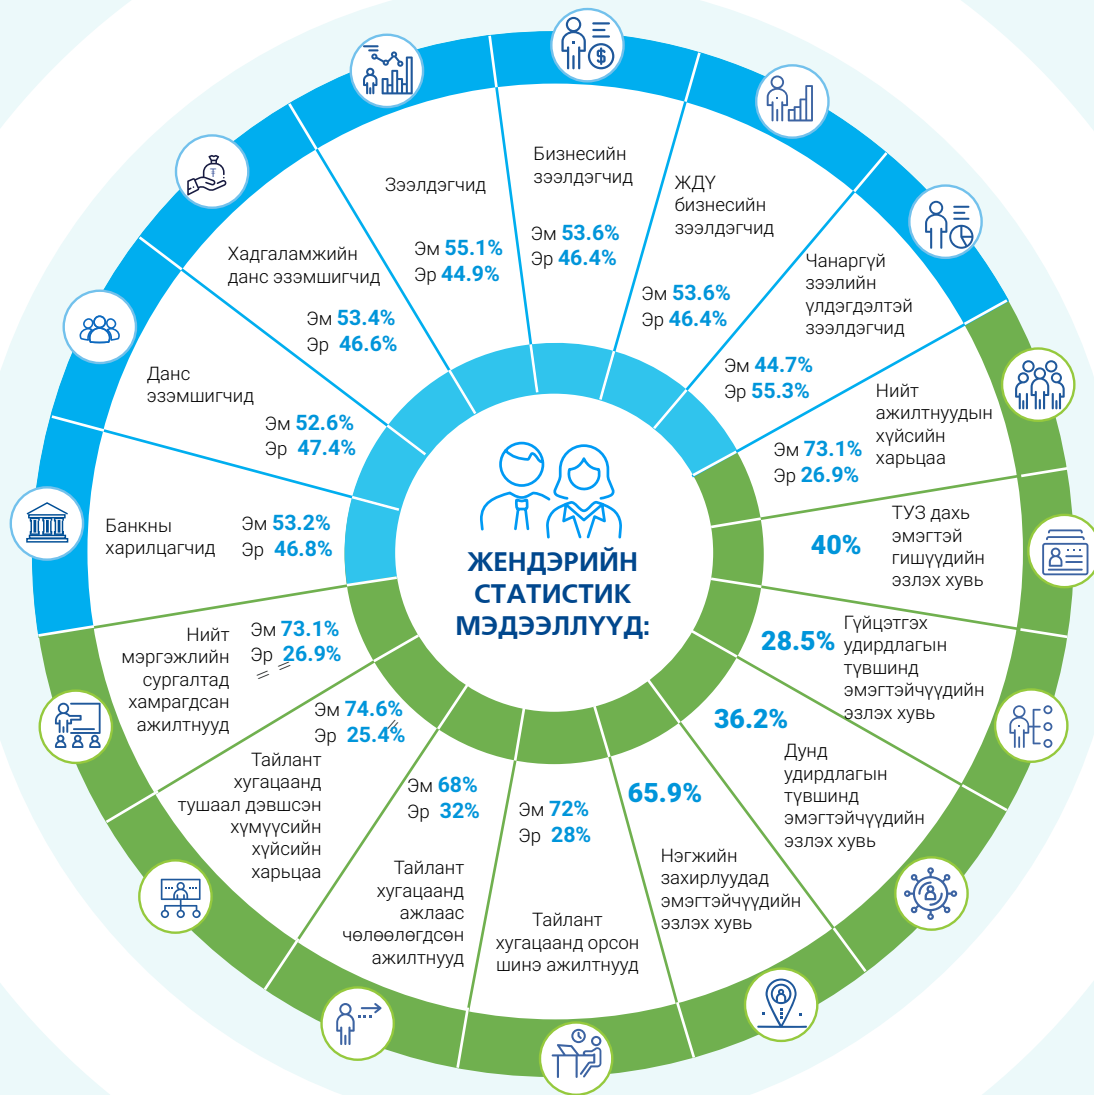 ЖЕНДЭРИЙН
СТАТИСТИК
МЭДЭЭЛЛҮҮД:
Банкны
харилцагчид
Эм 53.2%
Эр 46.8%
Данс
эзэмшигчид
Эм 52.6%
Эр 47.4%
Хадгаламжийн
данс эзэмшигчид
Эм 53.4%
Эр 46.6%
Зээлдэгчид
Эм 55.1%
Эр 44.9%
Бизнесийн
зээлдэгчид
Эм 53.6%
Эр 46.4%
ЖДҮ
бизнесийн
зээлдэгчид
Эм 53.6%
Эр 46.4%
Чанаргүй
зээлийн
үлдэгдэлтэй
зээлдэгчид
Эм 44.7%
Эр 55.3%
Нийт
ажилтнуудын
хүйсийн
харьцаа
Эм 73.1%
Эр 26.9%
ТУЗ дахь
эмэгтэй
гишүүдийн
эзлэх хувь
40%
Гүйцэтгэх
удирдлагын
түвшинд
эмэгтэйчүүдийн
эзлэх хувь
28.5%
36.2%
Дунд
удирдлагын
түвшинд
эмэгтэйчүүдийн
эзлэх хувь
65.9%
Нэгжийн
захирлуудад
эмэгтэйчүүдийн
эзлэх хувь
Эм 72%
Эр 28%
Тайлант
хугацаанд орсон
шинэ ажилтнууд
Эм 68%
Эр 32%
Тайлант
хугацаанд
ажлаас
чөлөөлөгдсөн
ажилтнууд
Эм 74.6%
Эр 25.4%
Тайлант
хугацаанд
тушаал дэвшсэн
хүмүүсийн
хүйсийн
харьцаа
Нийт
мэргэжлийн
сургалтад
хамрагдсан
ажилтнууд
Эм 73.1%
Эр 26.9%